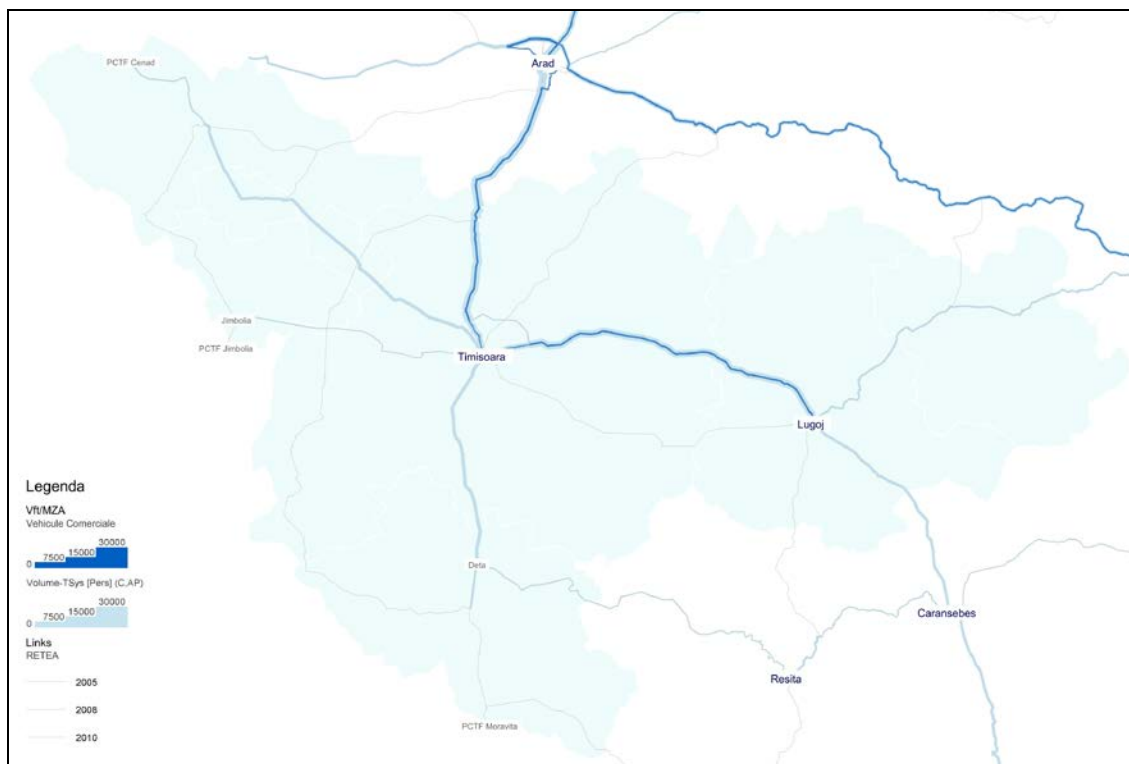 PCTF Cenad
Arad
Jimbolia
PCTF Jimbolia
Timisoara
Lugoj
Deta
Caransebes
Resita
PCTF Moravita
Legenda
Vft/MZA
Vehicule Comerciale
0 7500 15000 30000
Volume-TSys [Pers] (C,AP)
0 7500 15000 30000
Links
RETEA
2005
2008
2010